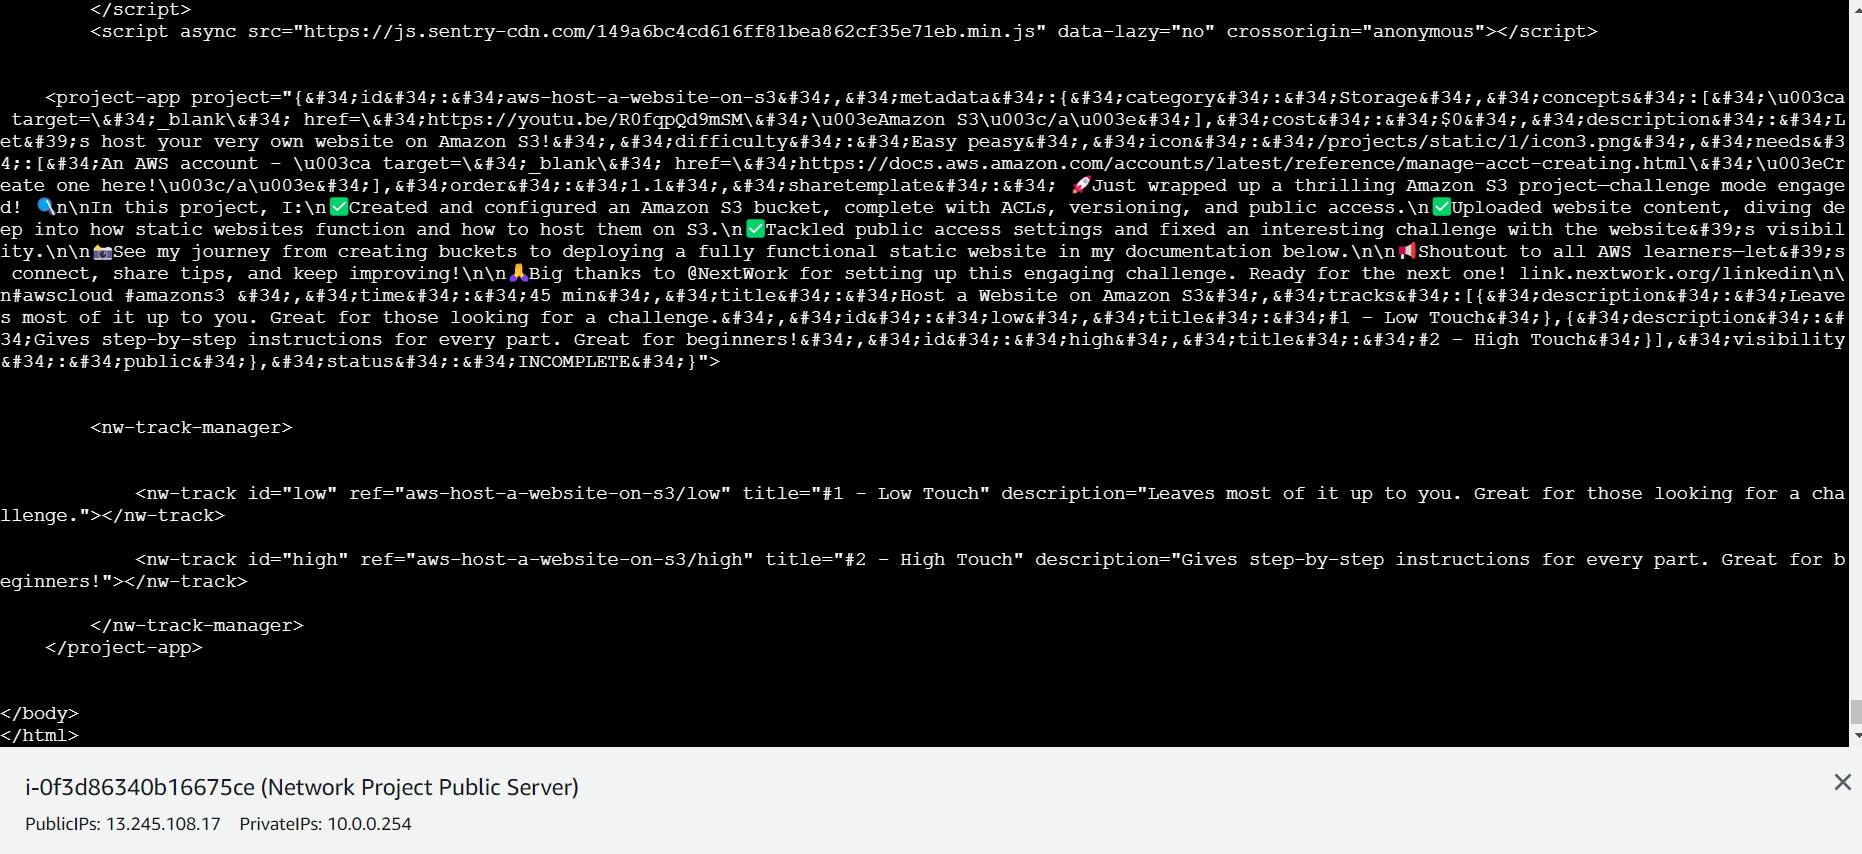 </script>
<script async src="https://js.sentry-cdn.com/149a6bc4cd616ff81bea862cf35e71eb.min.js" data-lazy="no" crossorigin="anonymous"></script>
<project-app project="{&#34;id&#34;:&#34;aws-host-a-website-on-s3&#34;,&#34;metadata&#34;:{&#34;category&#34;:&#34;Storage&#34;,&#34;concepts&#34;:[&#34;\u003ca
target=\&#34;_blank\&#34; href=\&#34;https://youtu.be/R0fqpQd9mSM\&#34;\u003eAmazon S3\u003c/a\u003e&#34;],&#34;cost&#34;:&#34;$0&#34;,&#34;description&#34;:&#34;L
et&#39;s host your very own website on Amazon S3!&#34;,&#34;difficulty&#34;:&#34;Easy peasy&#34;,&#34;icon&#34;:&#34;/projects/static/1/icon3.png&#34;,&#34;needs&#3
4;:[&#34;An AWS account - \u003ca target=\&#34;_blank\&#34; href=\&#34;https://docs.aws.amazon.com/accounts/latest/reference/manage-acct-creating.html\&#34;\u003eCr
eate one here!\u003c/a\u003e&#34;],&#34;order&#34;:&#34;1.1&#34;,&#34;sharetemplate&#34;:&#34; 🚀Just wrapped up a thrilling Amazon S3 project—challenge mode engage
d! 🔍\n\nIn this project, I:\n✅Created and configured an Amazon S3 bucket, complete with ACLs, versioning, and public access.\n✅Uploaded website content, diving de
ep into how static websites function and how to host them on S3.\n✅Tackled public access settings and fixed an interesting challenge with the website&#39;s visibil
ity.\n\n📸See my journey from creating buckets to deploying a fully functional static website in my documentation below.\n\n📢Shoutout to all AWS learners—let&#39;s
connect, share tips, and keep improving!\n\n🙏Big thanks to @NextWork for setting up this engaging challenge. Ready for the next one! link.nextwork.org/linkedin\n\
n#awscloud #amazons3 &#34;,&#34;time&#34;:&#34;45 min&#34;,&#34;title&#34;:&#34;Host a Website on Amazon S3&#34;,&#34;tracks&#34;:[{&#34;description&#34;:&#34;Leave
s most of it up to you. Great for those looking for a challenge.&#34;,&#34;id&#34;:&#34;low&#34;,&#34;title&#34;:&#34;#1 - Low Touch&#34;},{&#34;description&#34;:&#
34;Gives step-by-step instructions for every part. Great for beginners!&#34;,&#34;id&#34;:&#34;high&#34;,&#34;title&#34;:&#34;#2 - High Touch&#34;}],&#34;visibility
&#34;:&#34;public&#34;},&#34;status&#34;:&#34;INCOMPLETE&#34;}">
<nw-track-manager>
<nw-track id="low" ref="aws-host-a-website-on-s3/low" title="#1 - Low Touch" description="Leaves most of it up to you. Great for those looking for a cha
llenge."></nw-track>
<nw-track id="high" ref="aws-host-a-website-on-s3/high" title="#2 - High Touch" description="Gives step-by-step instructions for every part. Great for b
eginners!"></nw-track>
</nw-track-manager>
</project-app>
</body>
</html>
i-0f3d86340b16675ce (Network Project Public Server)
PublicIPs: 13.245.108.17 PrivateIPs: 10.0.0.254